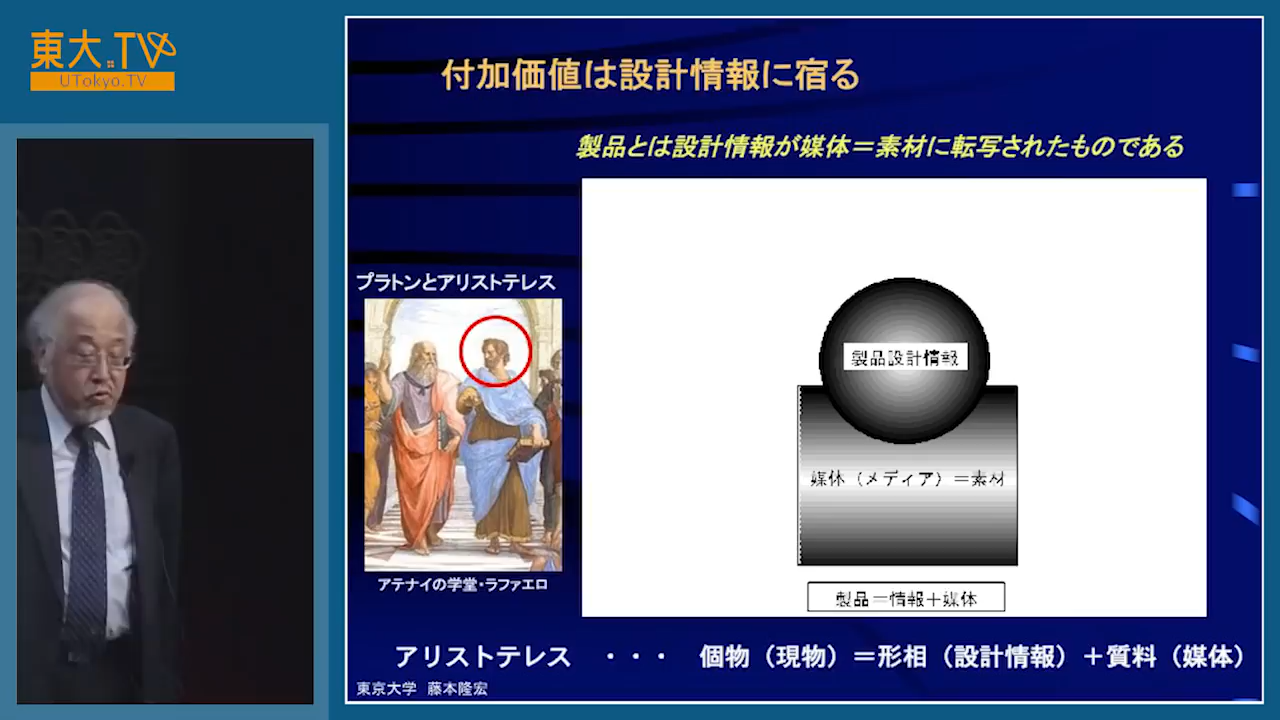 東大.TV
UTokyo.TV
付加価値は設計情報に宿る
製品とは設計情報が媒体＝素材に転写されたものである
プラトンとアリストテレス
製品設計情報
媒体（メディア）＝素材
アテナイの学堂・ラファエロ
製品＝情報＋媒体
アリストテレス ・・・ 個物（現物）＝形相（設計情報）＋質料（媒体）
東京大学 藤本隆宏